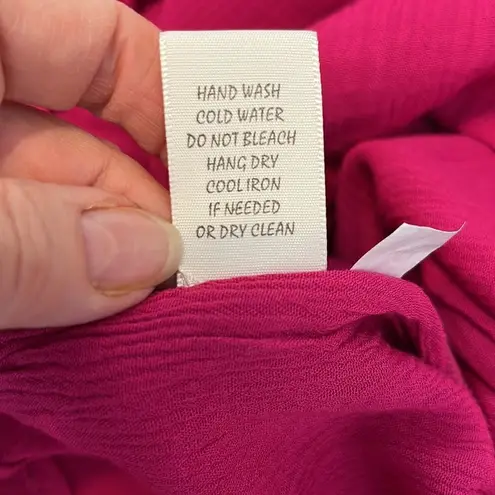 HAND WASH
COLD WATER
DO NOT BLEACH
HANG DRY
COOL IRON
IF NEEDED
OR DRY CLEAN